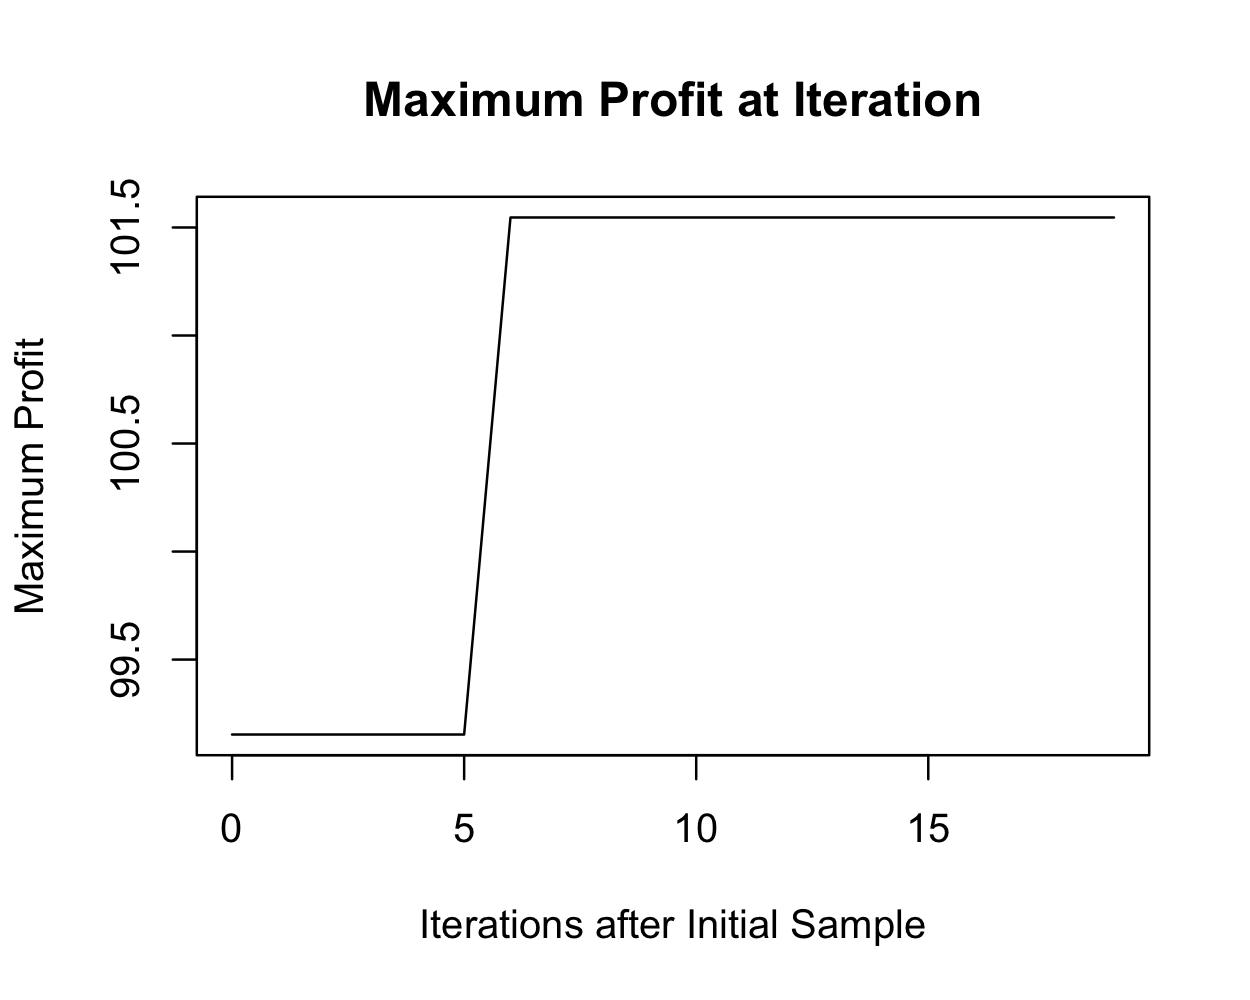 Maximum Profit at Iteration
Maximum Profit
101.5
100.5
99.5
0 5 10 15
Iterations after Initial Sample